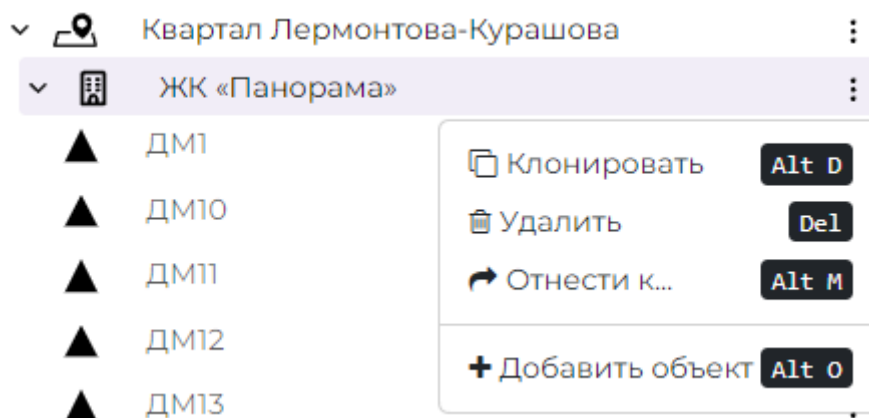 Квартал Лермонтова-Курашова
ЖК «Панорама»
ДМ1
ДМ10
ДМ11
ДМ12
ДМ13
Клонировать Alt D
Удалить Del
Отнести к... Alt M
Добавить объект Alt O